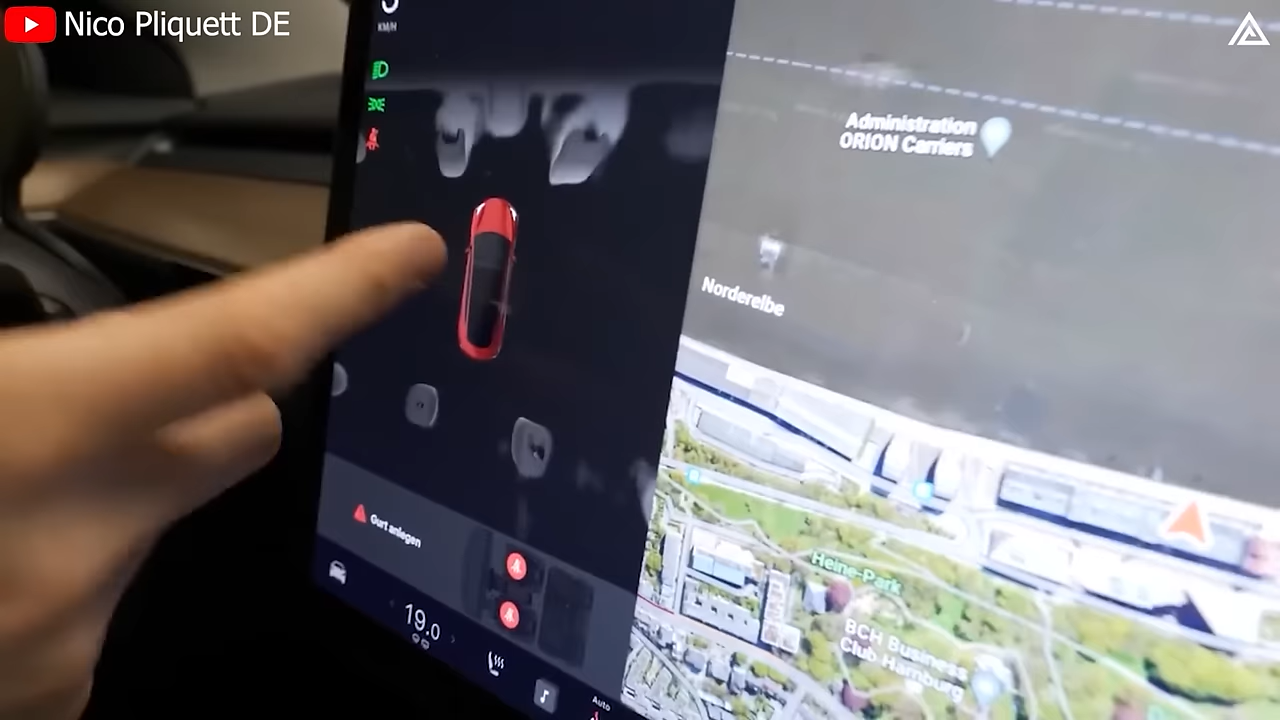 Nico Pliquett DE
KM/H
Administration
ORION Carriers
Norderelbe
Gurt anlegen
Heine-Park
BCH Business
Club Hamburg
19.0
Auto